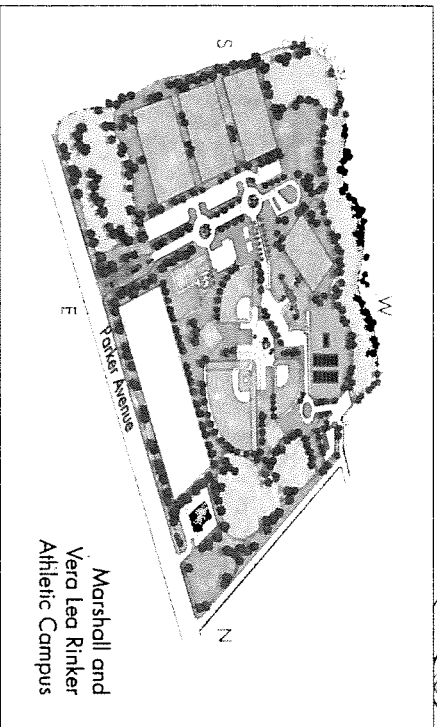 S
W
E
Parker Avenue
N
Marshall and
Vera Lea Rinker
Athletic Campus